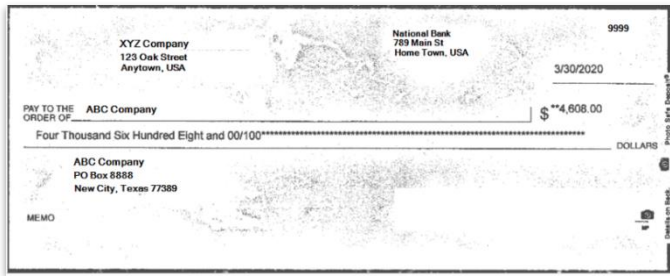 9999
XYZ Company
123 Oak Street
Anytown, USA
National Bank
789 Main St
Home Town, USA
3/30/2020
PAY TO THE
ORDER OF
ABC Company
$ **4,608.00
Four Thousand Six Hundred Eight and 00/100**********************************************************************
DOLLARS
ABC Company
PO Box 8888
New City, Texas 77389
MEMO
Photo Safe Deposit
Details on Back.
MP